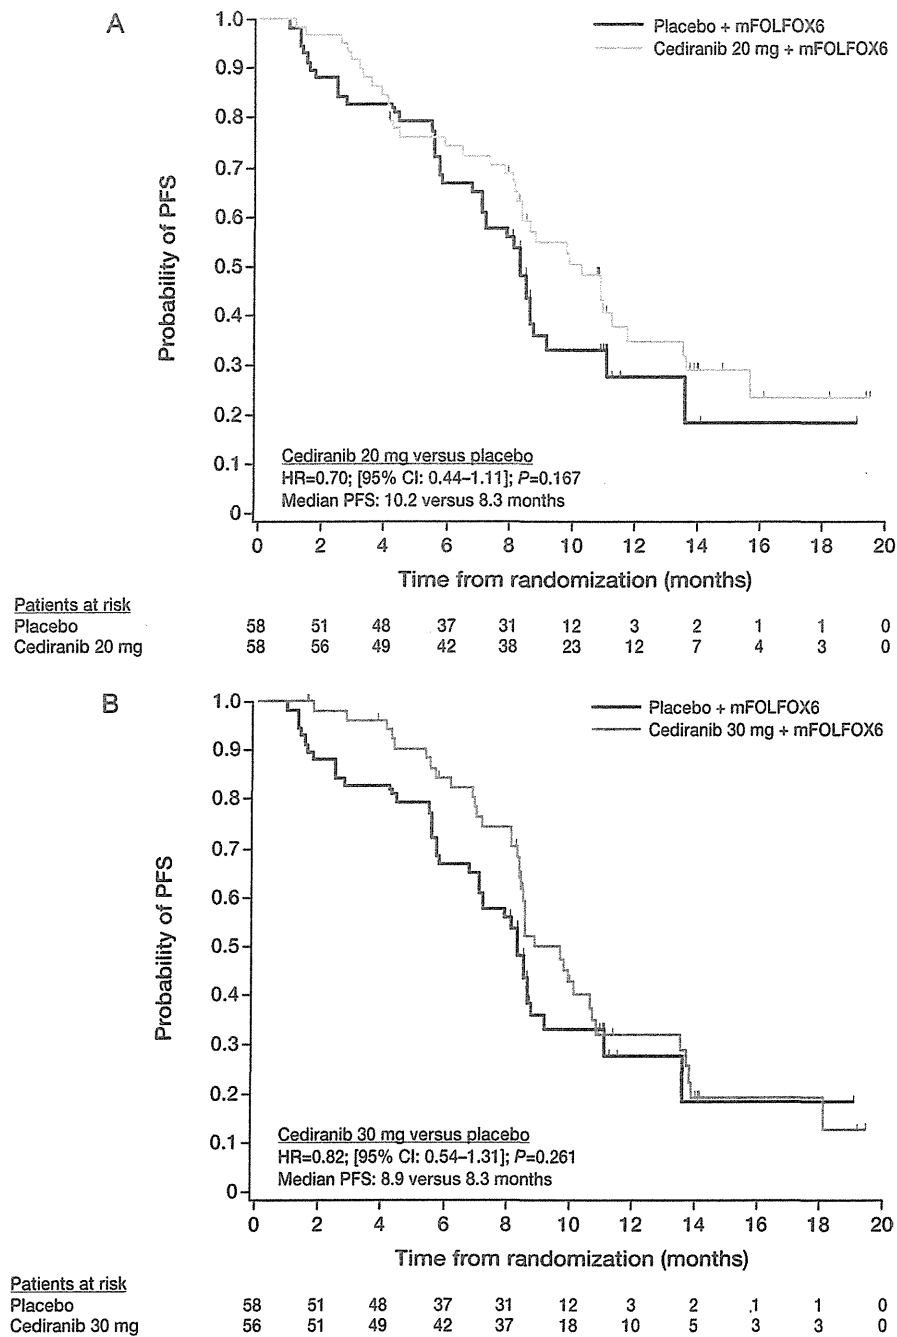 A
Placebo + mFOLFOX6
Cediranib 20 mg + mFOLFOX6
1.0
0.9
0.8
0.7
0.6
0.5
0.4
0.3
0.2
0.1
0
Probability of PFS
Cediranib 20 mg versus placebo
HR=0.70; [95% CI: 0.44–1.11]; P=0.167
Median PFS: 10.2 versus 8.3 months
0 2 4 6 8 10 12 14 16 18 20
Time from randomization (months)
Patients at risk
Placebo 58 51 48 37 31 12 3 2 1 1 0
Cediranib 20 mg 58 56 49 42 38 23 12 7 4 3 0
B
Placebo + mFOLFOX6
Cediranib 30 mg + mFOLFOX6
1.0
0.9
0.8
0.7
0.6
0.5
0.4
0.3
0.2
0.1
0
Probability of PFS
Cediranib 30 mg versus placebo
HR=0.82; [95% CI: 0.54–1.31]; P=0.261
Median PFS: 8.9 versus 8.3 months
0 2 4 6 8 10 12 14 16 18 20
Time from randomization (months)
Patients at risk
Placebo 58 51 48 37 31 12 3 2 1 1 0
Cediranib 30 mg 56 51 49 42 37 18 10 5 3 3 0